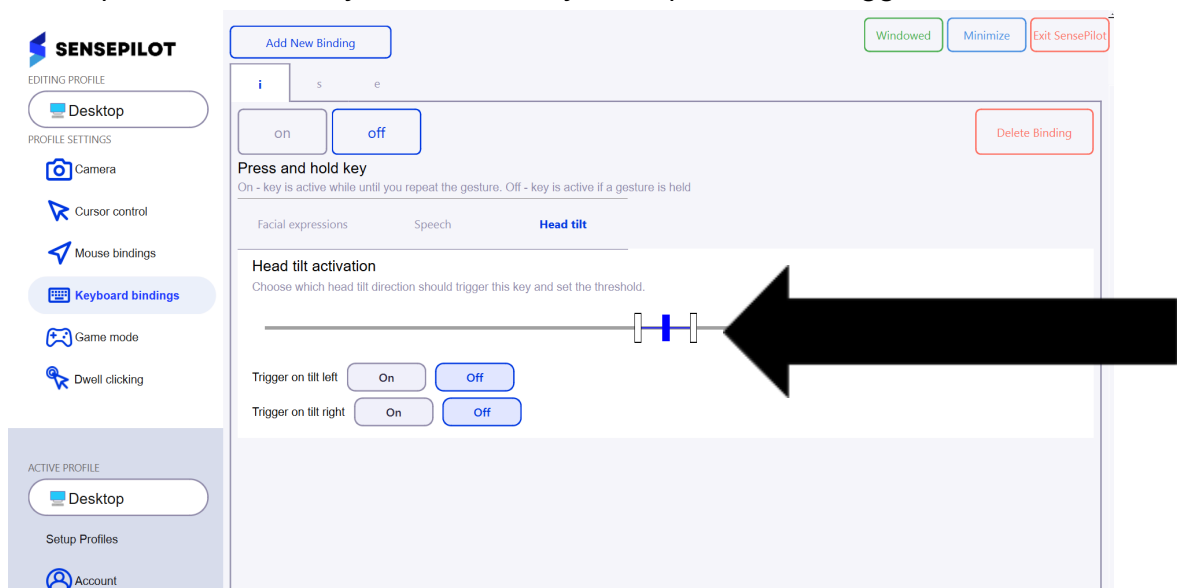 SENSEPILOT
EDITING PROFILE
Desktop
PROFILE SETTINGS
Camera
Cursor control
Mouse bindings
Keyboard bindings
Game mode
Dwell clicking
ACTIVE PROFILE
Desktop
Setup Profiles
Account
Add New Binding
Windowed Minimize Exit SensePilot
i s e
on off Delete Binding
Press and hold key
On - key is active while until you repeat the gesture. Off - key is active if a gesture is held
Facial expressions Speech Head tilt
Head tilt activation
Choose which head tilt direction should trigger this key and set the threshold.
Trigger on tilt left On Off
Trigger on tilt right On Off